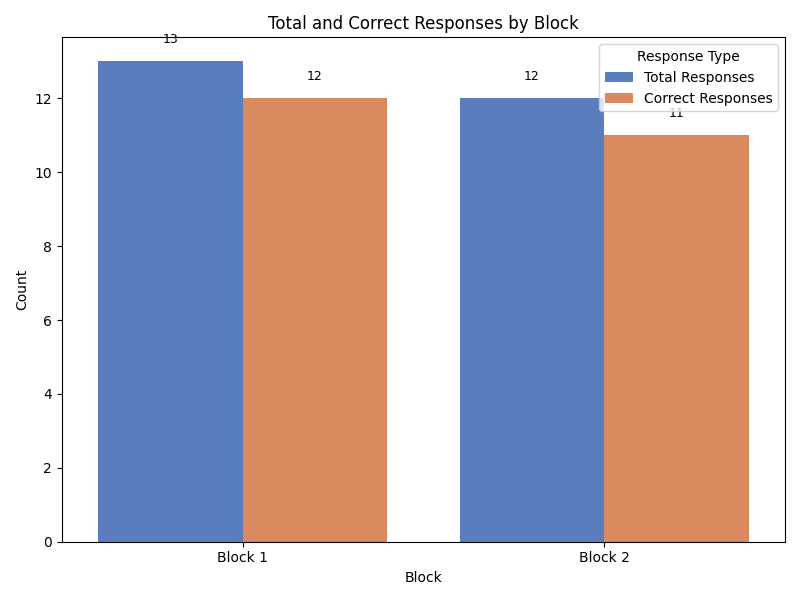 Total and Correct Responses by Block
13
12
12
11
Response Type
Total Responses
Correct Responses
Count
12
10
8
6
4
2
0
Block 1
Block 2
Block